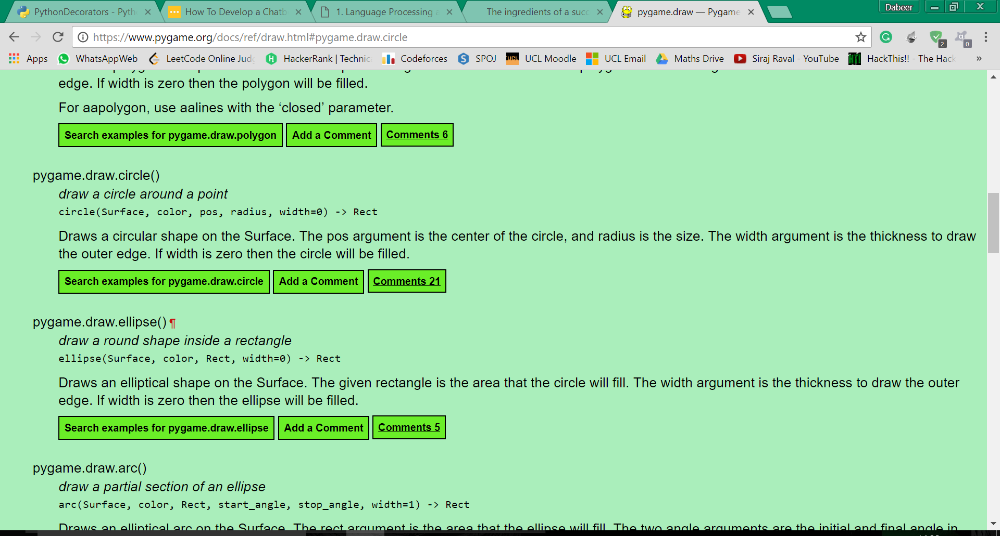 PythonDecorators - Pyth
How To Develop a Chatb
1. Language Processing a
The ingredients of a succ
pygame.draw — Pygame
Dabeer
https://www.pygame.org/docs/ref/draw.html#pygame.draw.circle
2
0
Apps
WhatsAppWeb
LeetCode Online Judg
HackerRank | Technic
Codeforces
SPOJ
UCL Moodle
UCL Email
Maths Drive
Siraj Raval - YouTube
HackThis!! - The Hack
»
edge. If width is zero then the polygon will be filled.
For aapolygon, use aalines with the ‘closed’ parameter.
Search examples for pygame.draw.polygon
Add a Comment
Comments 6
pygame.draw.circle()
draw a circle around a point
circle(Surface, color, pos, radius, width=0) -> Rect
Draws a circular shape on the Surface. The pos argument is the center of the circle, and radius is the size. The width argument is the thickness to draw
the outer edge. If width is zero then the circle will be filled.
Search examples for pygame.draw.circle
Add a Comment
Comments 21
pygame.draw.ellipse() ¶
draw a round shape inside a rectangle
ellipse(Surface, color, Rect, width=0) -> Rect
Draws an elliptical shape on the Surface. The given rectangle is the area that the circle will fill. The width argument is the thickness to draw the outer
edge. If width is zero then the ellipse will be filled.
Search examples for pygame.draw.ellipse
Add a Comment
Comments 5
pygame.draw.arc()
draw a partial section of an ellipse
arc(Surface, color, Rect, start_angle, stop_angle, width=1) -> Rect
Draws an elliptical arc on the Surface. The rect argument is the area that the ellipse will fill. The two angle arguments are the initial and final angle in